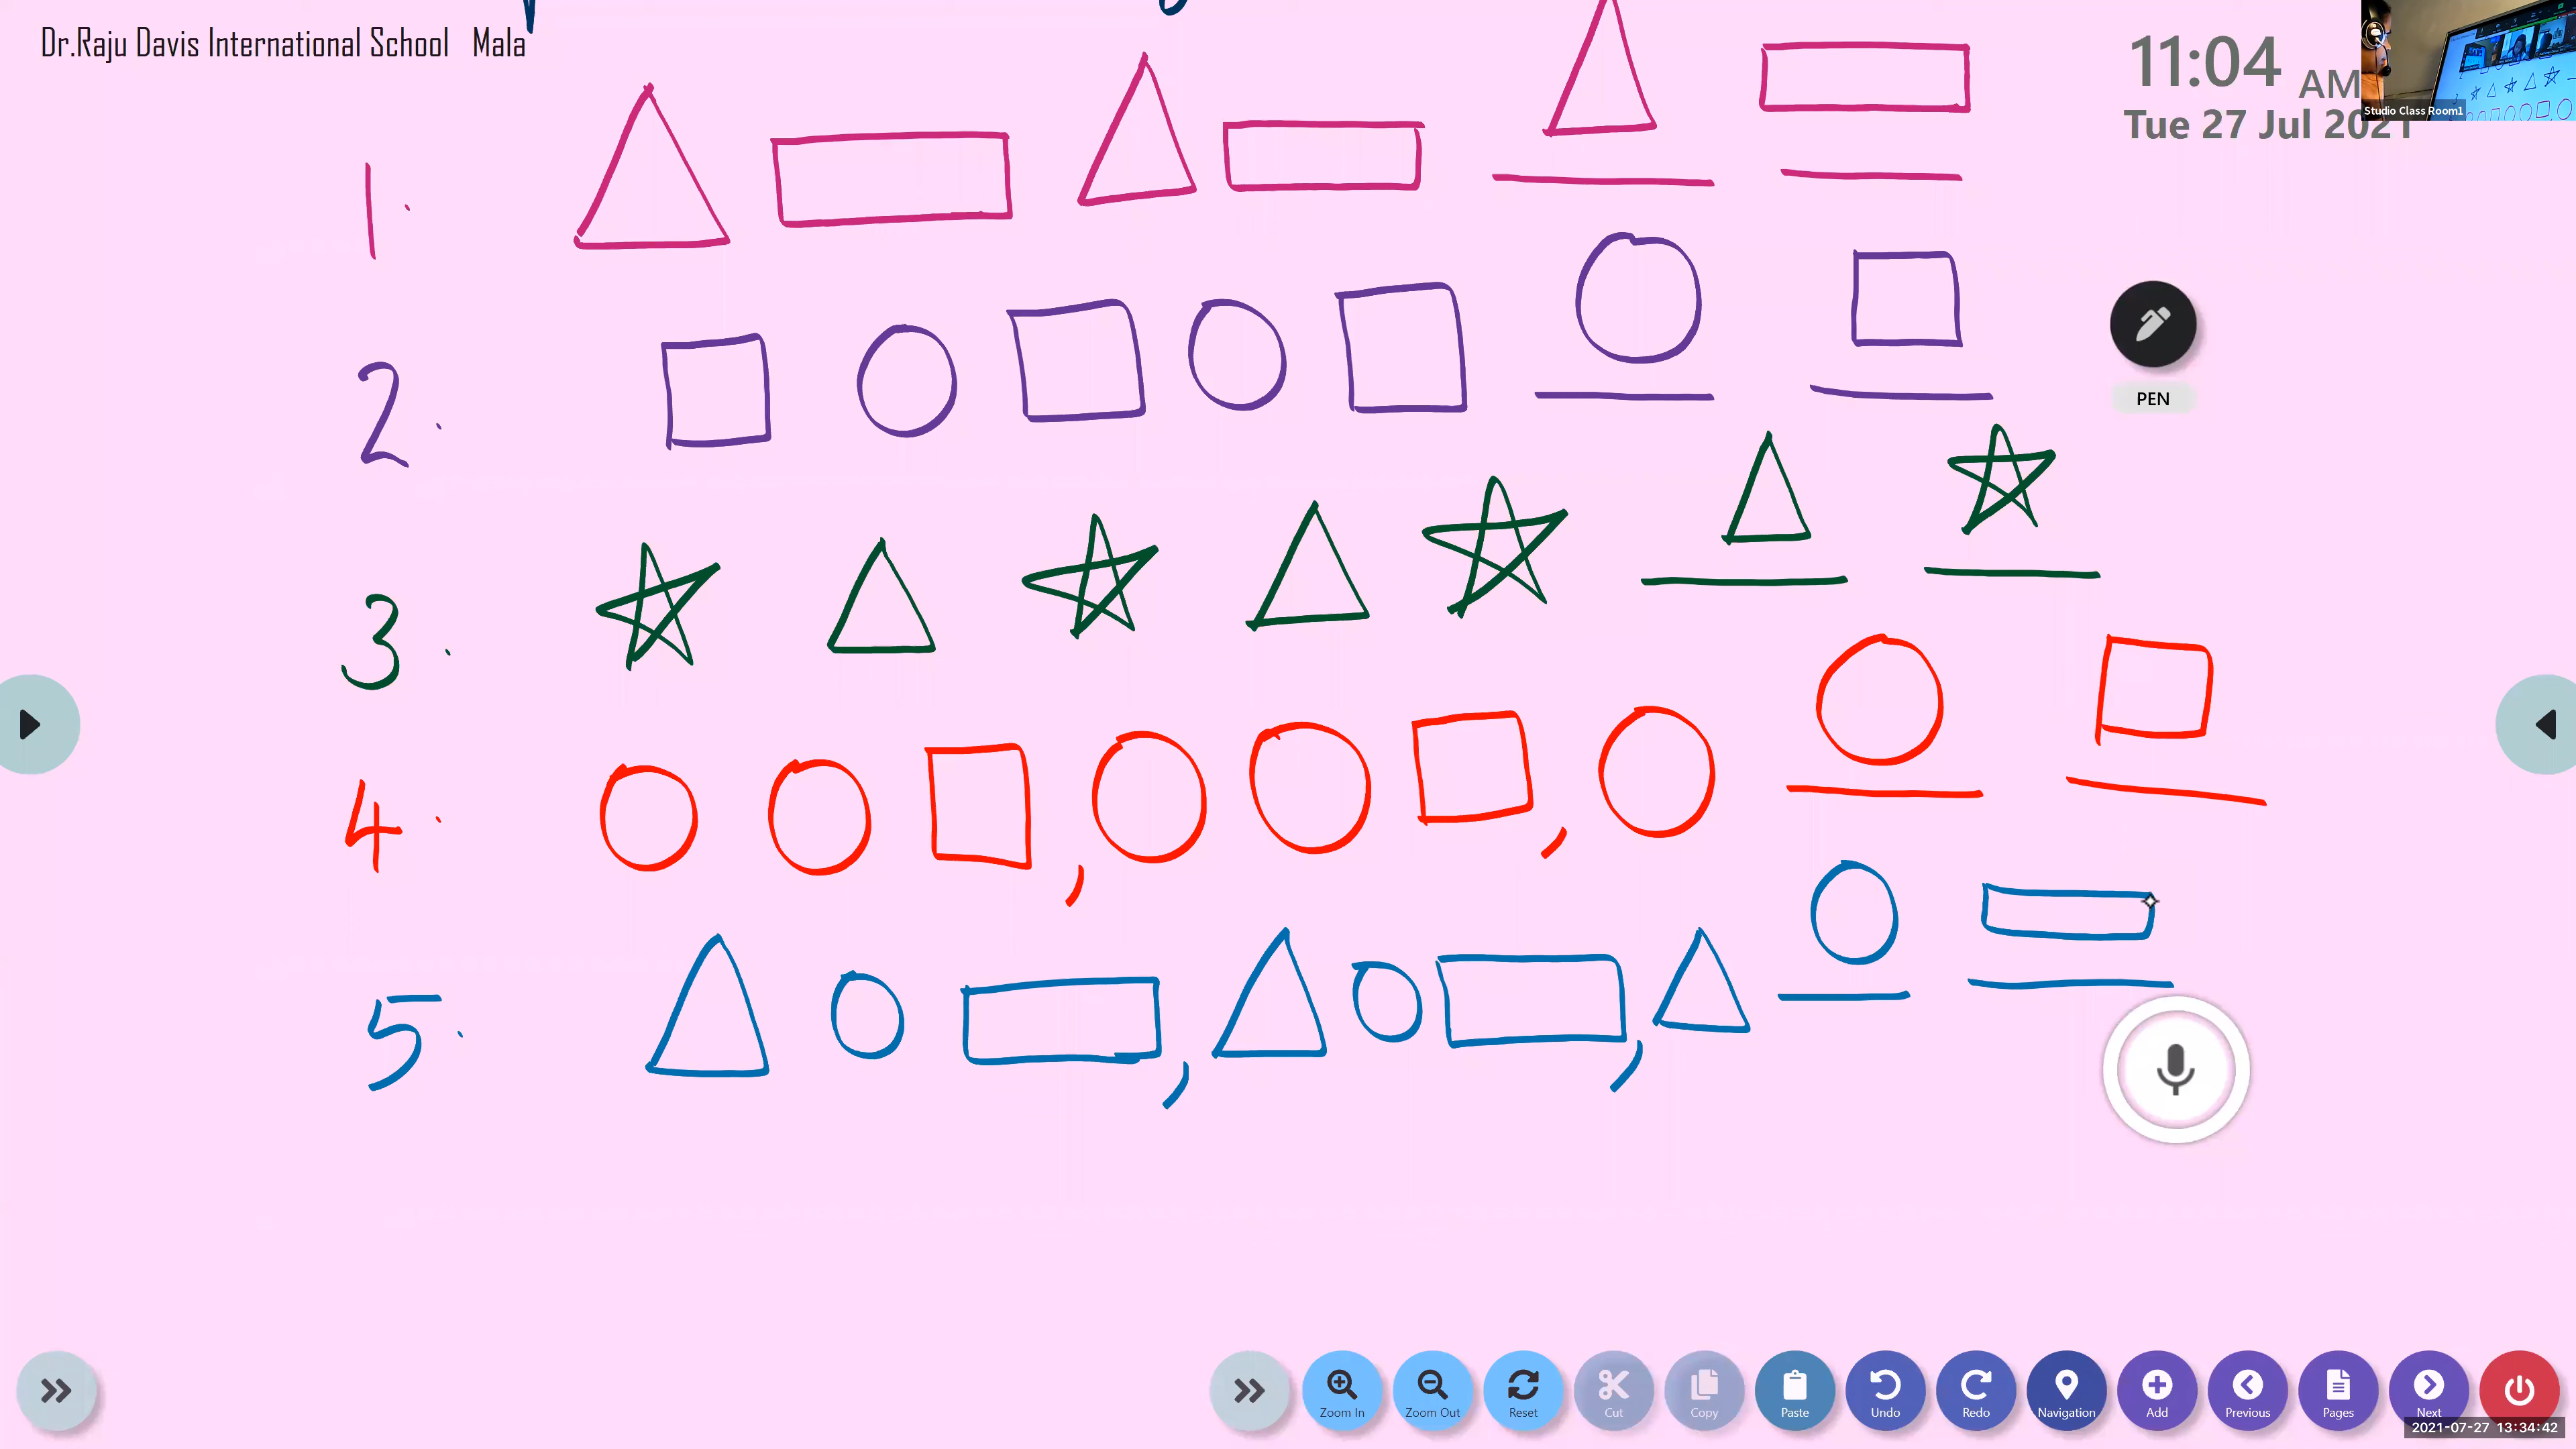 Dr.Raju Davis International School Mala
11:04 AM
Tue 27 Jul 2021
Studio Class Room1
1.
2.
PEN
3.
4.
5.
Zoom In Zoom Out Reset Cut Copy Paste Undo Redo Navigation Add Previous Pages Next
2021-07-27 13:34:42